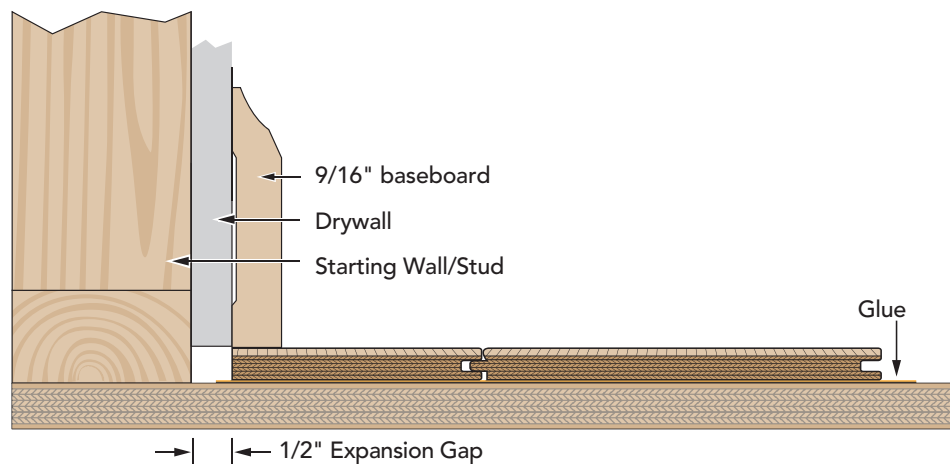 9/16" baseboard
Drywall
Starting Wall/Stud
Glue
1/2" Expansion Gap